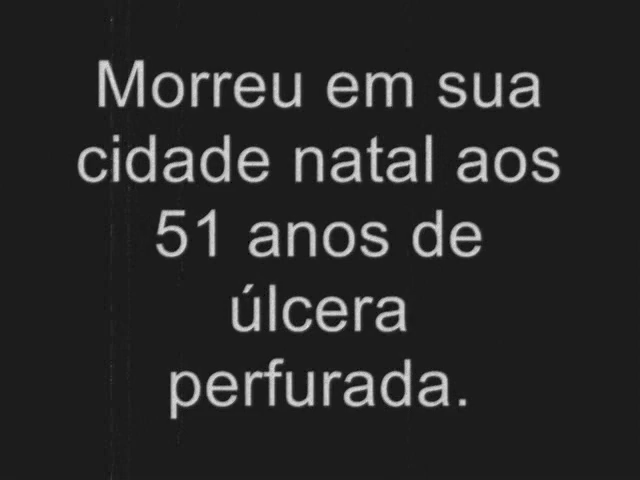 Morreu em sua
cidade natal aos
51 anos de
úlcera
perfurada.